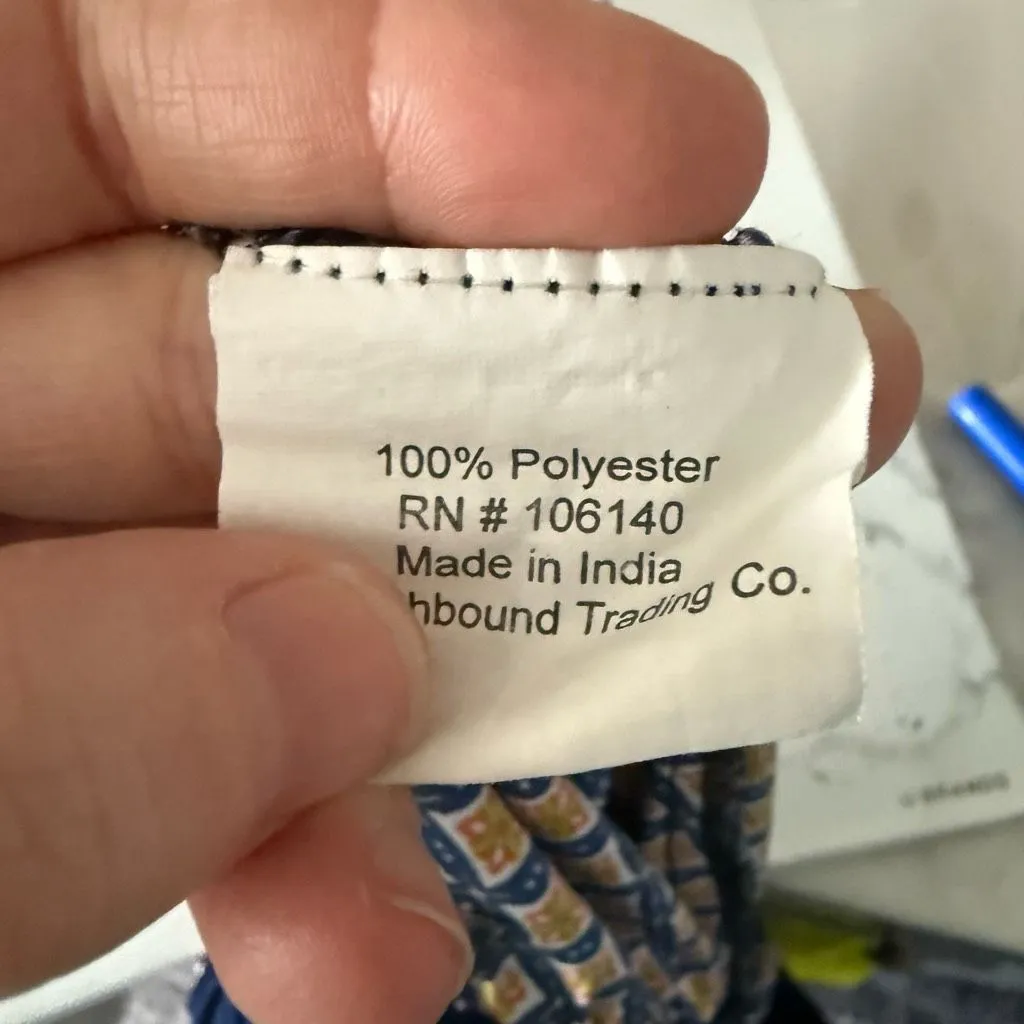 100% Polyester
RN # 106140
Made in India
hbound Trading Co.